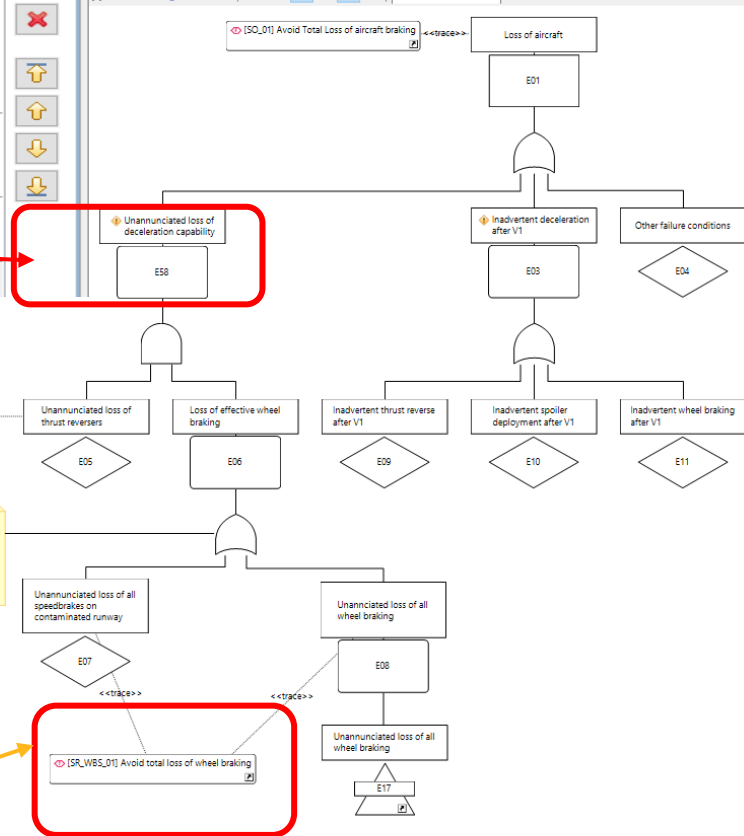 [SO_01] Avoid Total Loss of aircraft braking
<<trace>>
Loss of aircraft
E01
Unannunciated loss of
deceleration capability
E58
Inadvertent deceleration
after V1
E03
Other failure conditions
E04
Unannunciated loss of
thrust reversers
E05
Loss of effective wheel
braking
E06
Inadvertent thrust reverse
after V1
E09
Inadvertent spoiler
deployment after V1
E10
Inadvertent wheel braking
after V1
E11
Unannunciated loss of all
speedbrakes on
contaminated runway
E07
Unannciated loss of all
wheel braking
E08
<<trace>>
<<trace>>
[SR_WBS_01] Avoid total loss of wheel braking
Unannunciated loss of all
wheel braking
E17